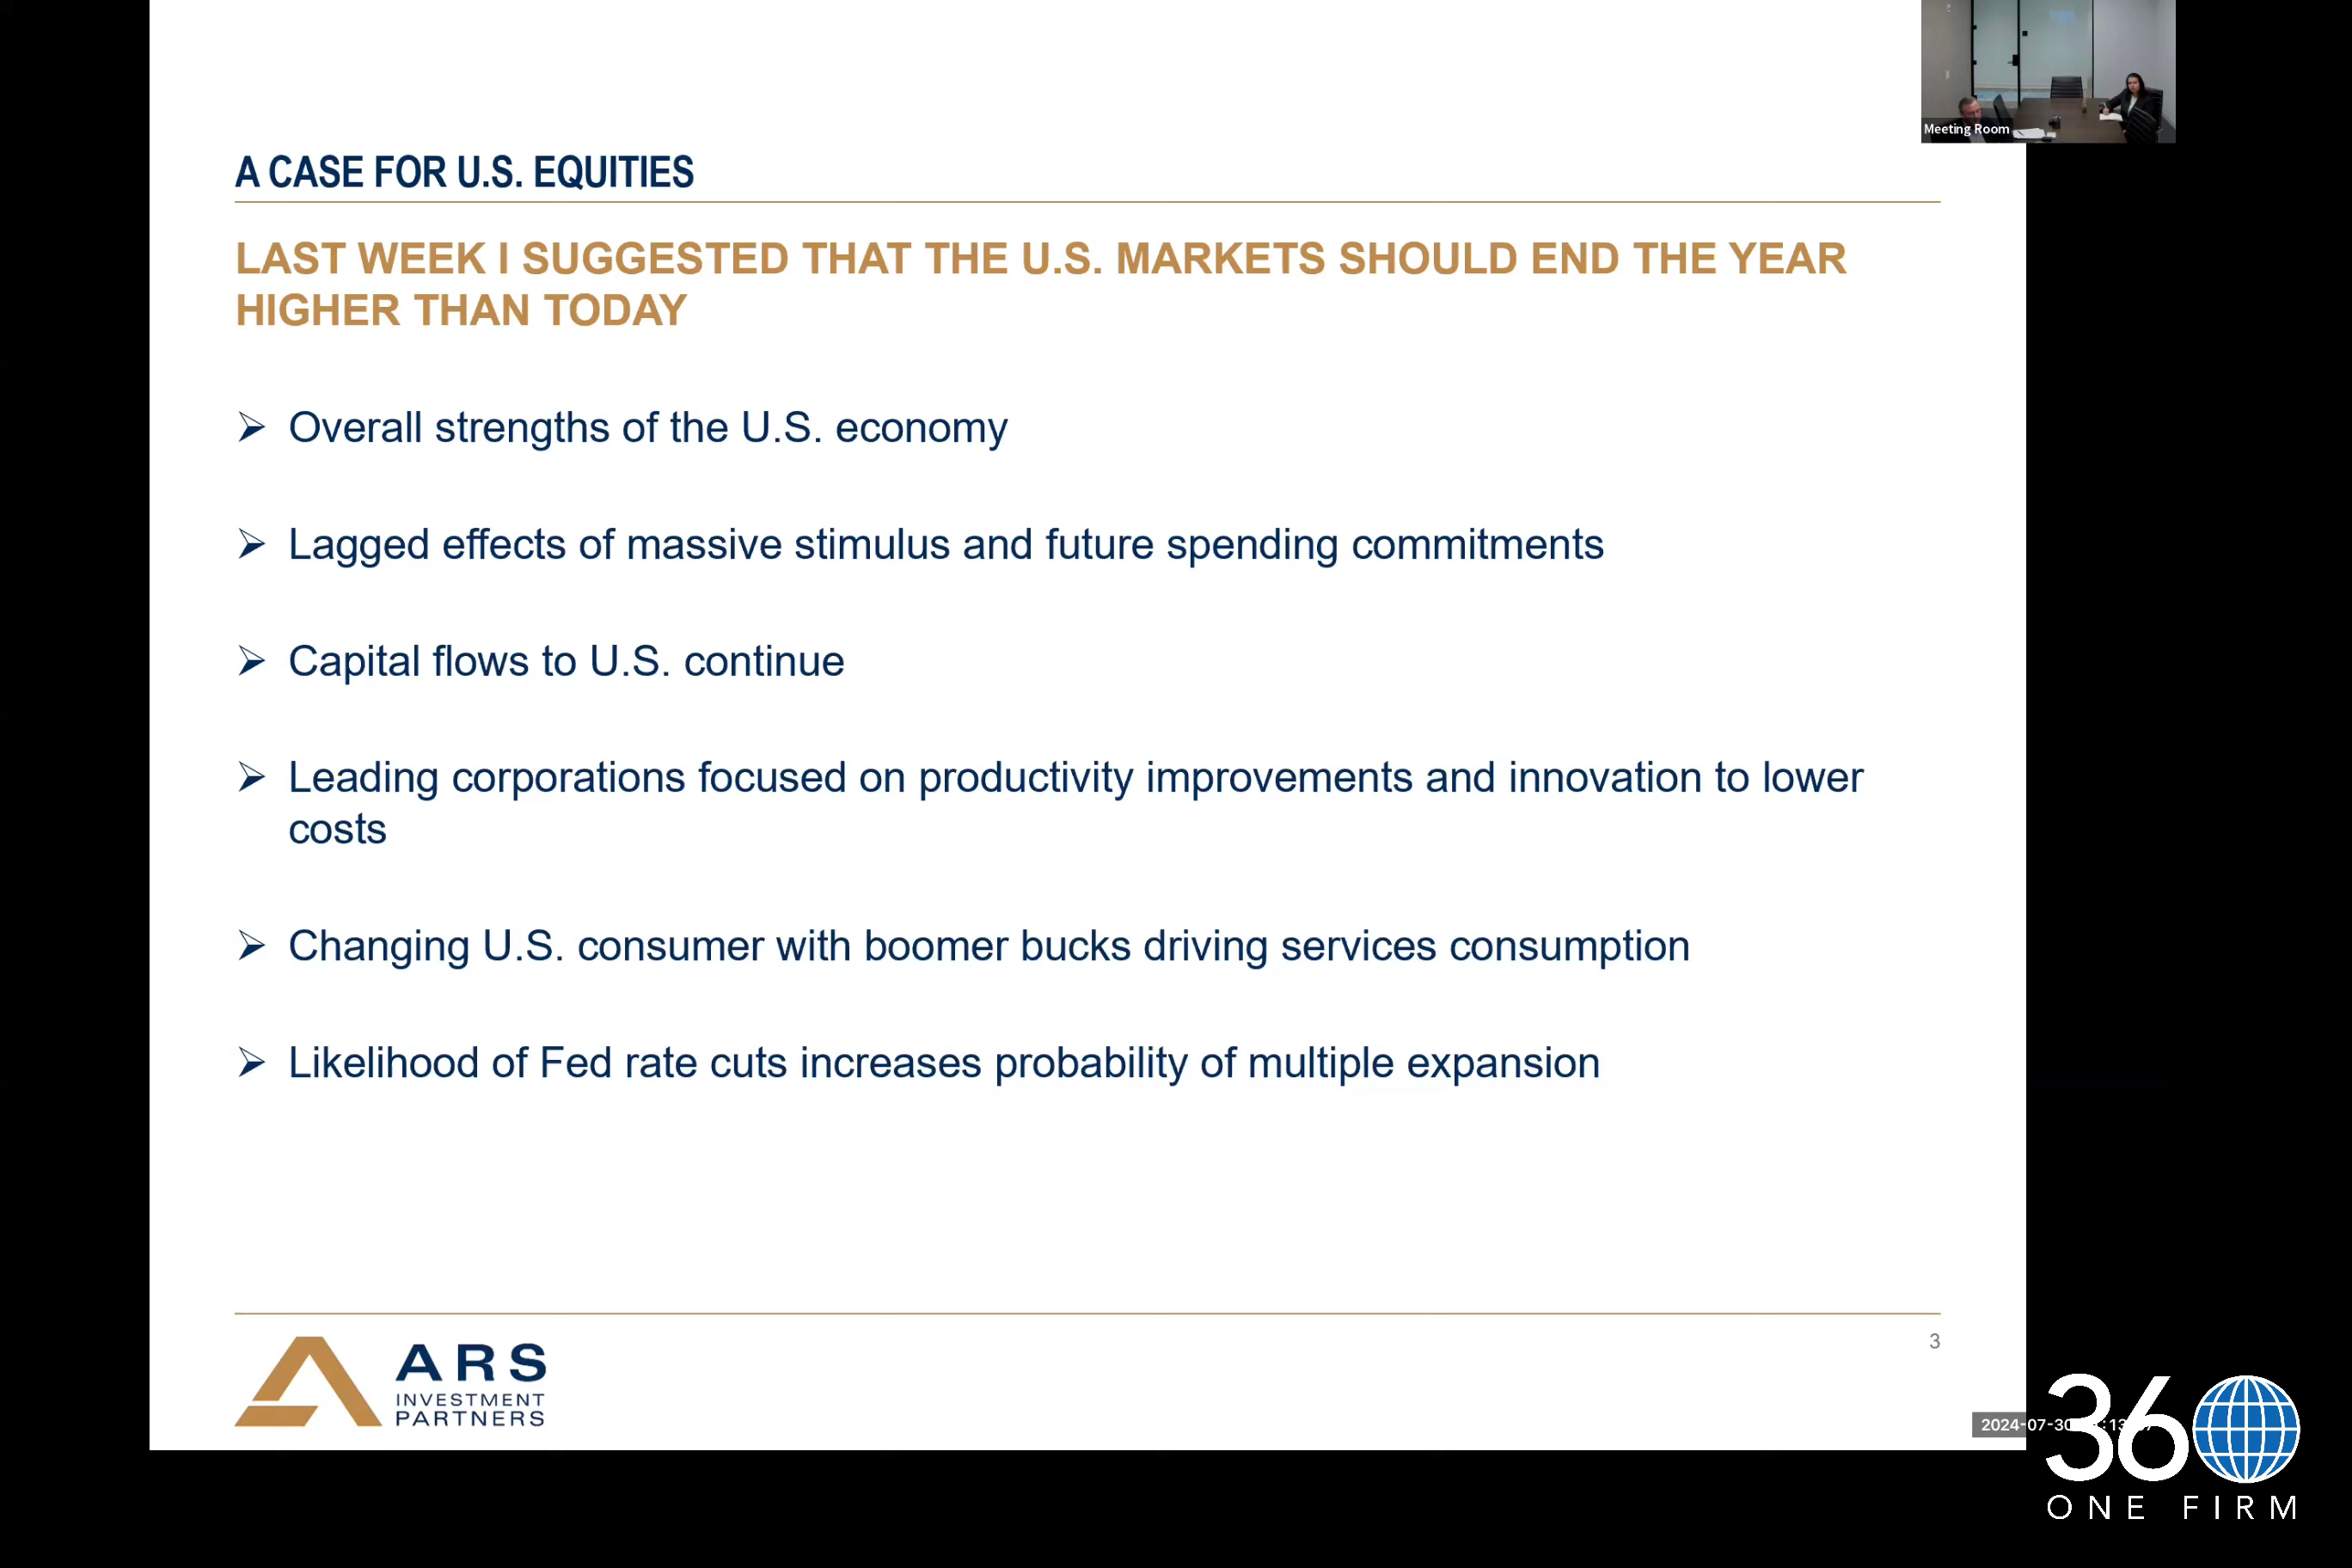 Meeting Room
A CASE FOR U.S. EQUITIES
LAST WEEK I SUGGESTED THAT THE U.S. MARKETS SHOULD END THE YEAR
HIGHER THAN TODAY
➢ Overall strengths of the U.S. economy
➢ Lagged effects of massive stimulus and future spending commitments
➢ Capital flows to U.S. continue
➢ Leading corporations focused on productivity improvements and innovation to lower
costs
➢ Changing U.S. consumer with boomer bucks driving services consumption
➢ Likelihood of Fed rate cuts increases probability of multiple expansion
ARS
INVESTMENT
PARTNERS
3
2024-07-30
360
ONE FIRM